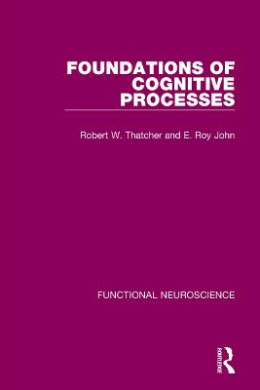 FOUNDATIONS OF
COGNITIVE
PROCESSES
Robert W. Thatcher and E. Roy John
FUNCTIONAL NEUROSCIENCE
ROUTLEDGE